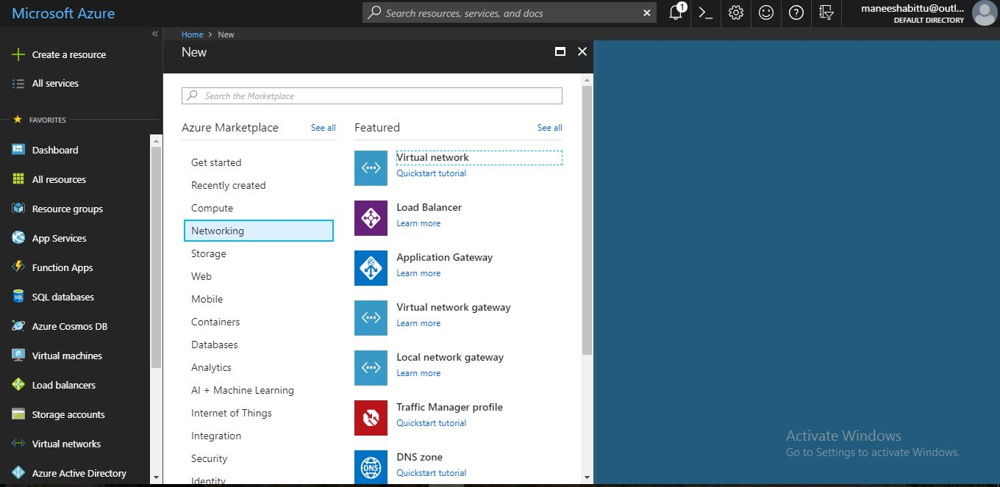 Microsoft Azure
Search resources, services, and docs
1
maneeshabittu@outl...
DEFAULT DIRECTORY
Create a resource
All services
FAVORITES
Dashboard
All resources
Resource groups
App Services
Function Apps
SQL databases
Azure Cosmos DB
Virtual machines
Load balancers
Storage accounts
Virtual networks
Azure Active Directory
Home > New
New
Search the Marketplace
Azure Marketplace See all
Get started
Recently created
Compute
Networking
Storage
Web
Mobile
Containers
Databases
Analytics
AI + Machine Learning
Internet of Things
Integration
Security
Identity
Featured See all
Virtual network
Quickstart tutorial
Load Balancer
Learn more
Application Gateway
Learn more
Virtual network gateway
Learn more
Local network gateway
Learn more
Traffic Manager profile
Quickstart tutorial
DNS
DNS zone
Quickstart tutorial
Activate Windows
Go to Settings to activate Windows.